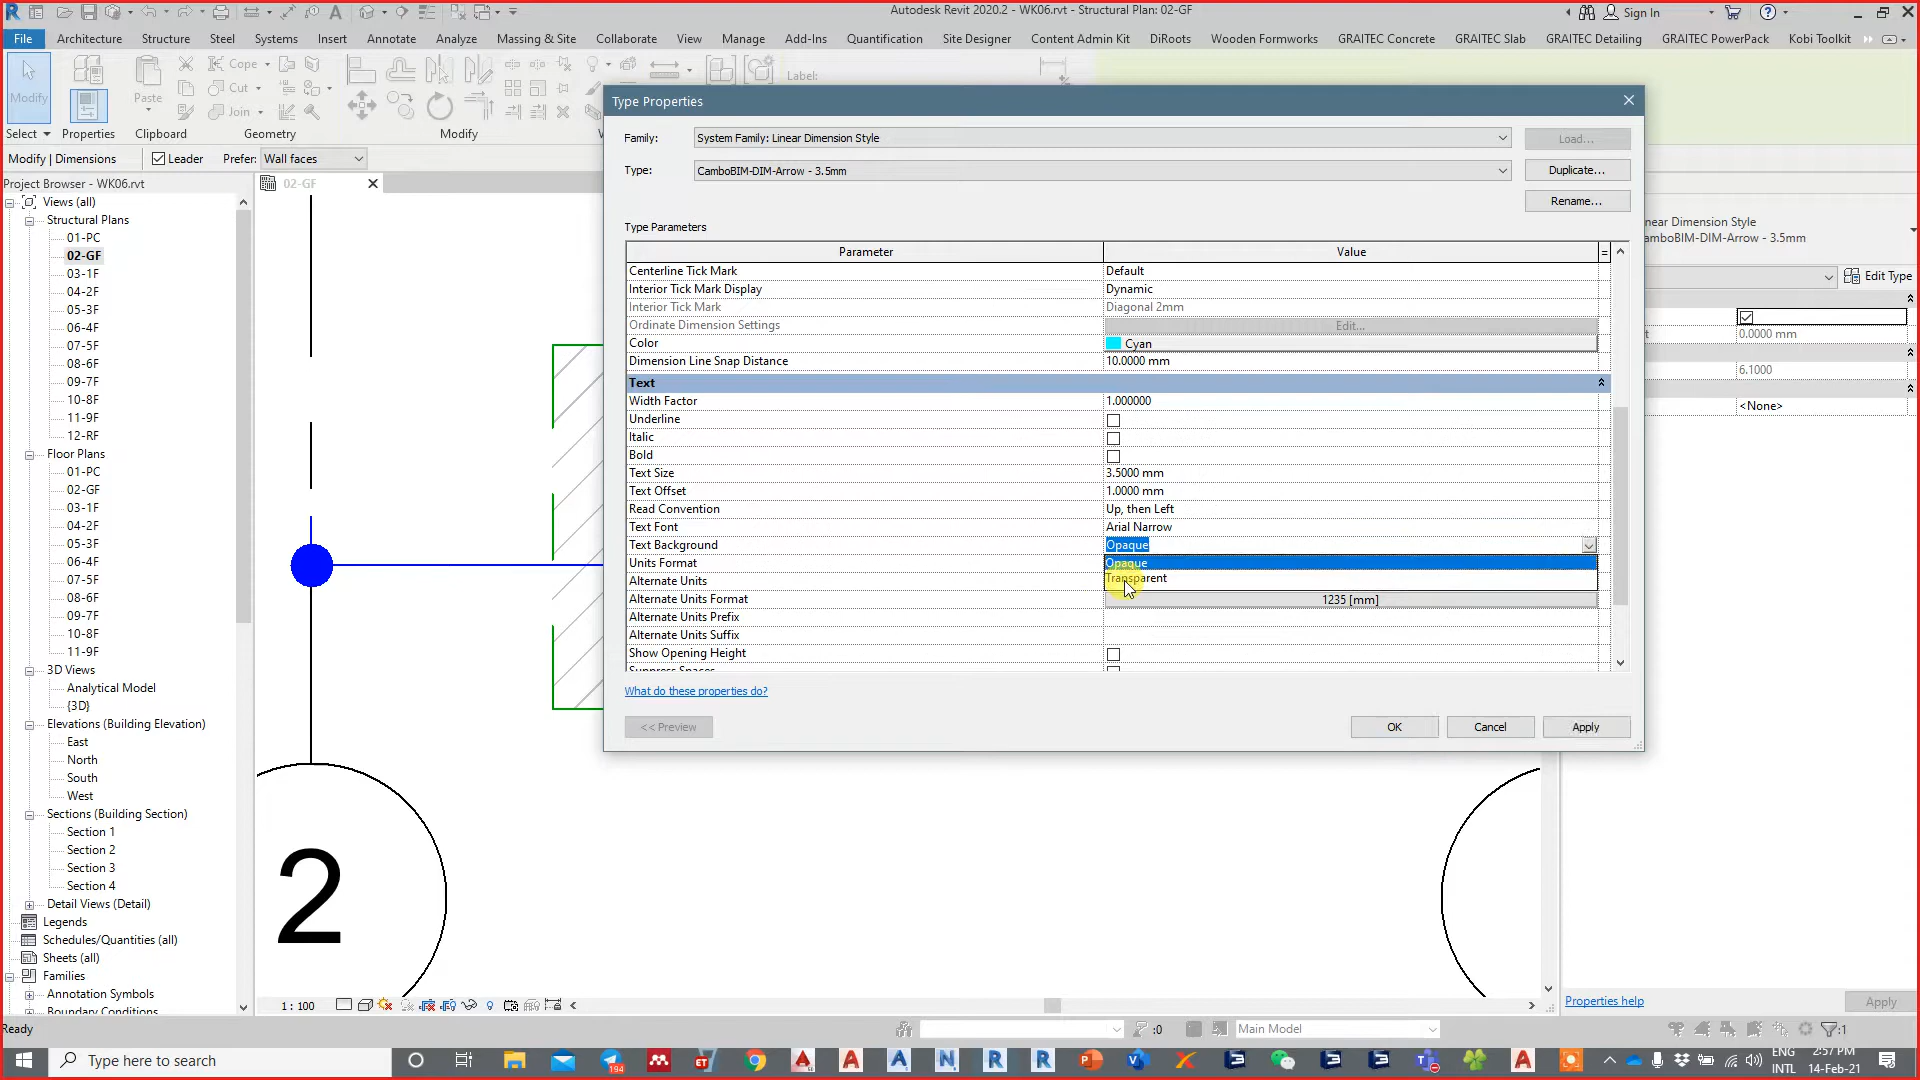 Autodesk Revit 2020.2 - WK06.rvt - Structural Plan: 02-GF
Sign In
File Architecture Structure Steel Systems Insert Annotate Analyze Massing & Site Collaborate View Manage Add-Ins Quantification Site Designer Content Admin Kit DiRoots Wooden Formworks GRAITEC Concrete GRAITEC Slab GRAITEC Detailing GRAITEC PowerPack Kobi Toolkit
Modify
Paste
Cope
Cut
Join
Label:
Select Properties Clipboard Geometry Modify
Modify | Dimensions Leader Prefer: Wall faces
Project Browser - WK06.rvt
02-GF
Views (all)
Structural Plans
01-PC
02-GF
03-1F
04-2F
05-3F
06-4F
07-5F
08-6F
09-7F
10-8F
11-9F
12-RF
Floor Plans
01-PC
02-GF
03-1F
04-2F
05-3F
06-4F
07-5F
08-6F
09-7F
10-8F
11-9F
3D Views
Analytical Model
{3D}
Elevations (Building Elevation)
East
North
South
West
Sections (Building Section)
Section 1
Section 2
Section 3
Section 4
Detail Views (Detail)
Legends
Schedules/Quantities (all)
Sheets (all)
Families
Annotation Symbols
Boundary Conditions
2
Type Properties
Family: System Family: Linear Dimension Style Load...
Type: CamboBIM-DIM-Arrow - 3.5mm Duplicate...
Rename...
Type Parameters
Parameter Value =
Centerline Tick Mark Default
Interior Tick Mark Display Dynamic
Interior Tick Mark Diagonal 2mm
Ordinate Dimension Settings Edit...
Color Cyan
Dimension Line Snap Distance 10.0000 mm
Text
Width Factor 1.000000
Underline
Italic
Bold
Text Size 3.5000 mm
Text Offset 1.0000 mm
Read Convention Up, then Left
Text Font Arial Narrow
Text Background Opaque
Units Format Opaque
Alternate Units Transparent
Alternate Units Format 1235 [mm]
Alternate Units Prefix
Alternate Units Suffix
Show Opening Height
Suppress Spaces
What do these properties do?
<< Preview OK Cancel Apply
near Dimension Style
amboBIM-DIM-Arrow - 3.5mm
Edit Type
0.0000 mm
6.1000
<None>
Properties help Apply
1 : 100
Ready
:0
Main Model
:1
Type here to search
194
ENG
INTL
2:57 PM
14-Feb-21